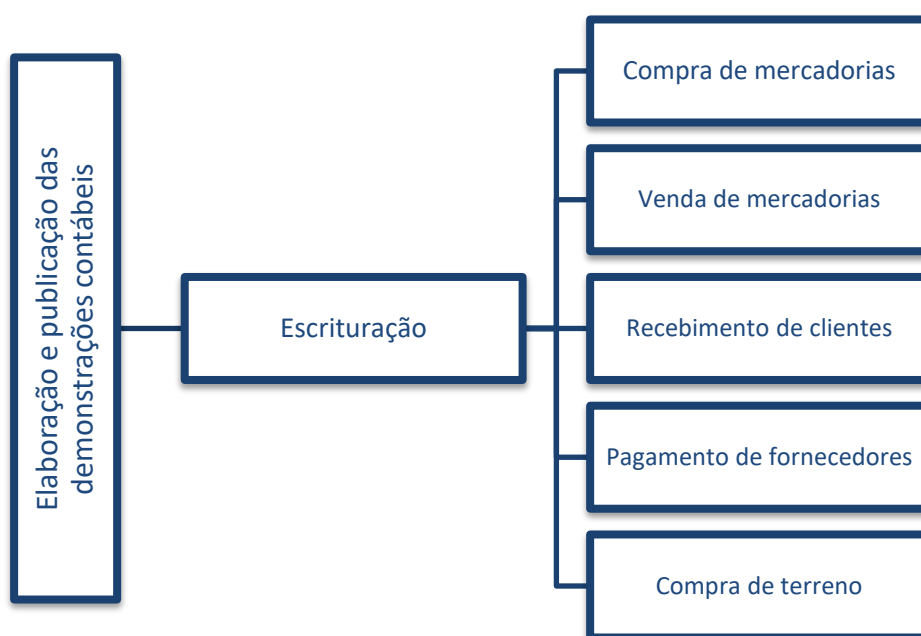 Elaboração e publicação das
demonstrações contábeis
Escrituração
Compra de mercadorias
Venda de mercadorias
Recebimento de clientes
Pagamento de fornecedores
Compra de terreno